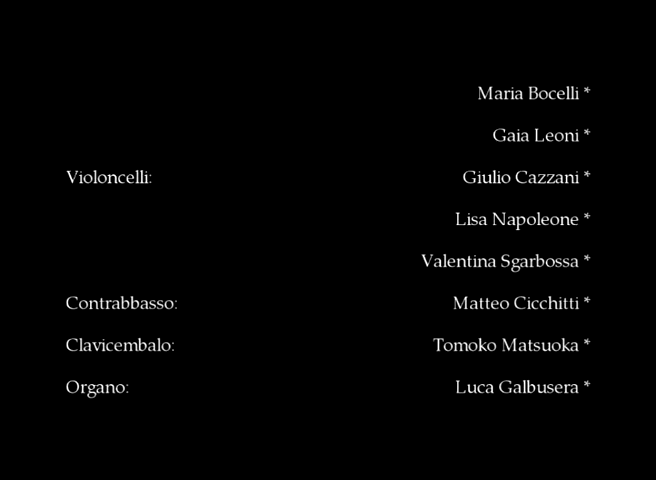 Maria Bocelli *
Gaia Leoni *
Violoncelli: Giulio Cazzani *
Lisa Napoleone *
Valentina Sgarbossa *
Contrabbasso: Matteo Cicchitti *
Clavicembalo: Tomoko Matsuoka *
Organo: Luca Galbusera *